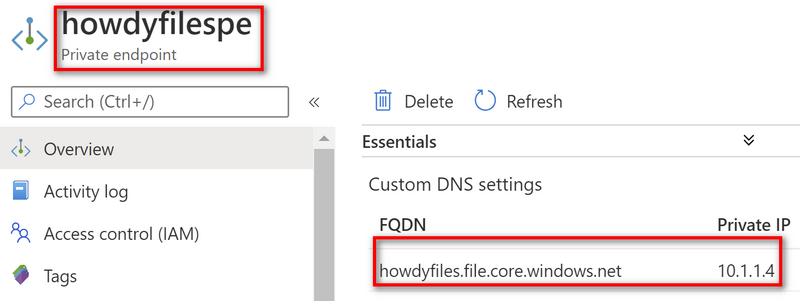 howdyfilespe
Private endpoint
Search (Ctrl+/)
«
Delete
Refresh
Overview
Activity log
Access control (IAM)
Tags
Essentials
Custom DNS settings
FQDN Private IP
howdyfiles.file.core.windows.net 10.1.1.4